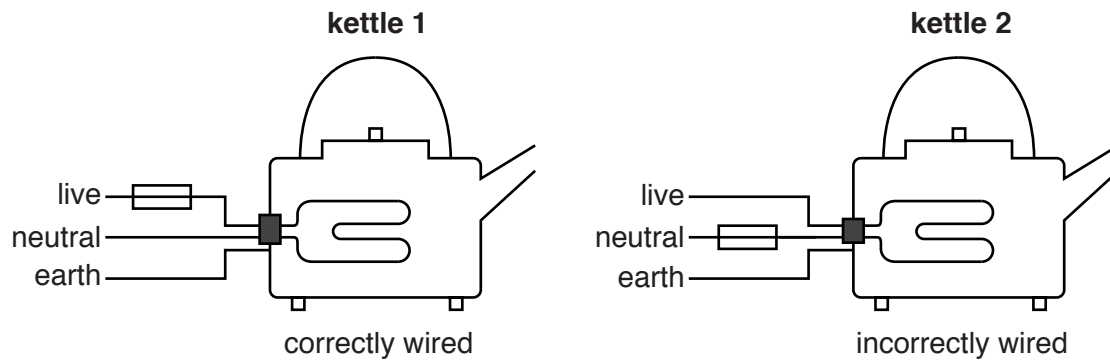 kettle 1
live
neutral
earth
correctly wired
kettle 2
live
neutral
earth
incorrectly wired